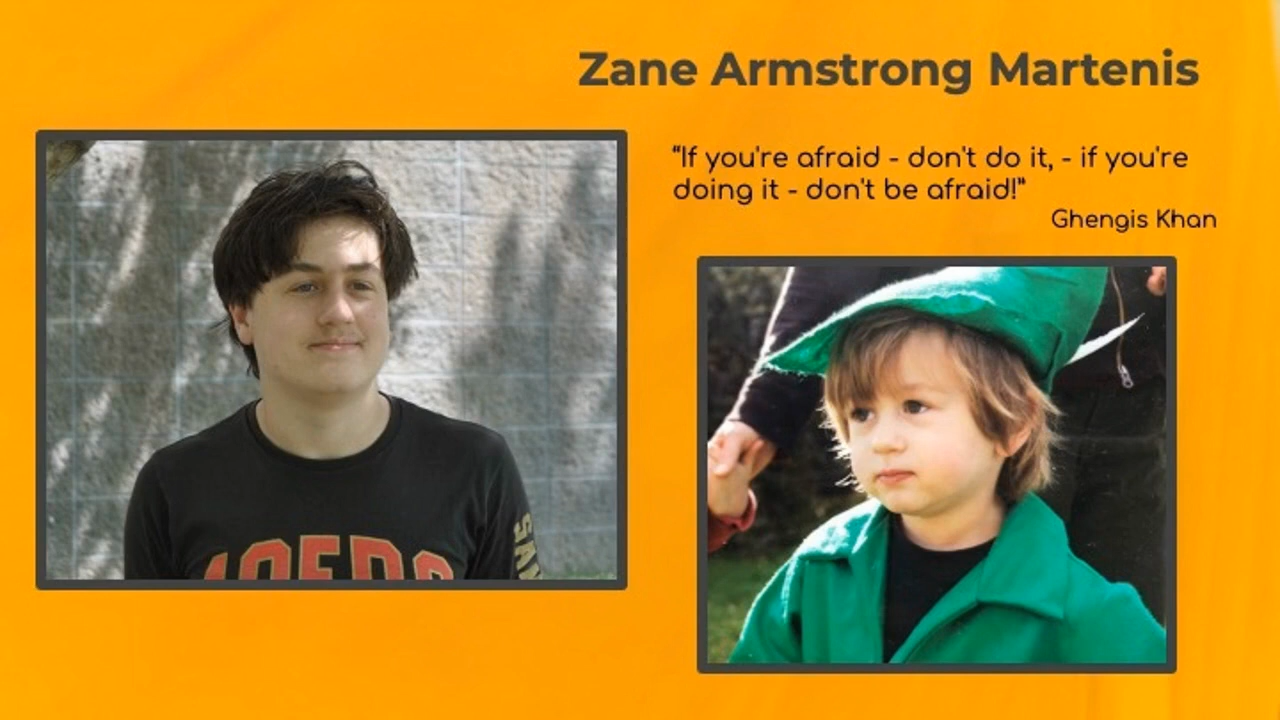 Zane Armstrong Martenis
“If you're afraid - don't do it, - if you're
doing it - don't be afraid!”
Ghengis Khan